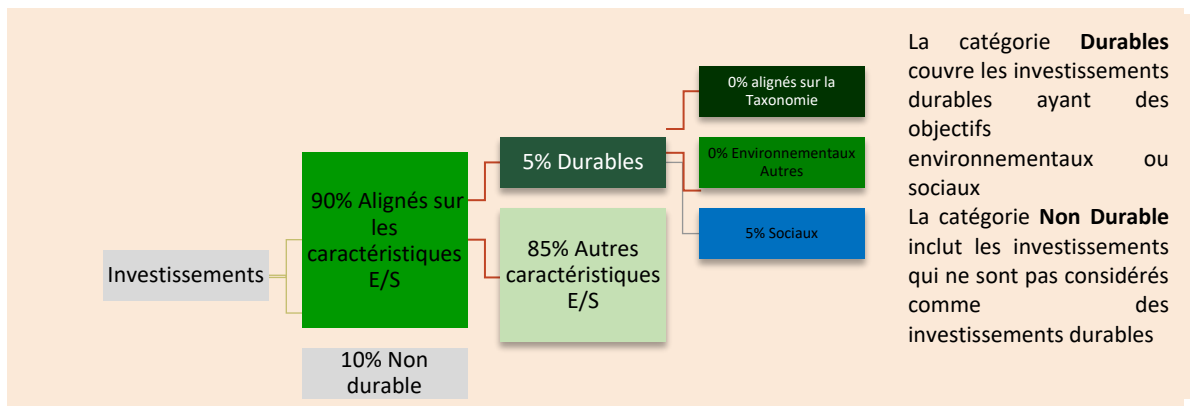 Investissements
90% Alignés sur
les
caractéristiques
E/S
10% Non
durable
5% Durables
85% Autres
caractéristiques
E/S
0% alignés sur la
Taxonomie
0% Environnementaux
Autres
5% Sociaux
La catégorie Durables
couvre les investissements
durables ayant des
objectifs
environnementaux ou
sociaux
La catégorie Non Durable
inclut les investissements
qui ne sont pas considérés
comme des
investissements durables